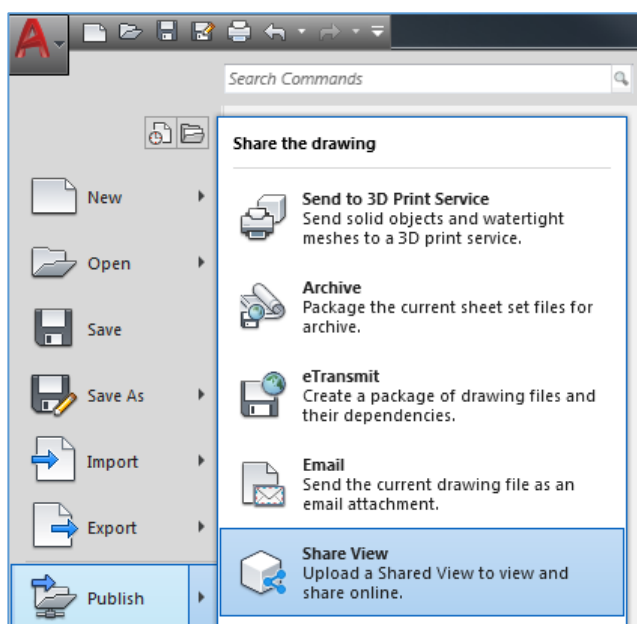 Search Commands
Share the drawing
New
Open
Save
Save As
Import
Export
Publish
Send to 3D Print Service
Send solid objects and watertight
meshes to a 3D print service.
Archive
Package the current sheet set files for
archive.
eTransmit
Create a package of drawing files and
their dependencies.
Email
Send the current drawing file as an
email attachment.
Share View
Upload a Shared View to view and
share online.